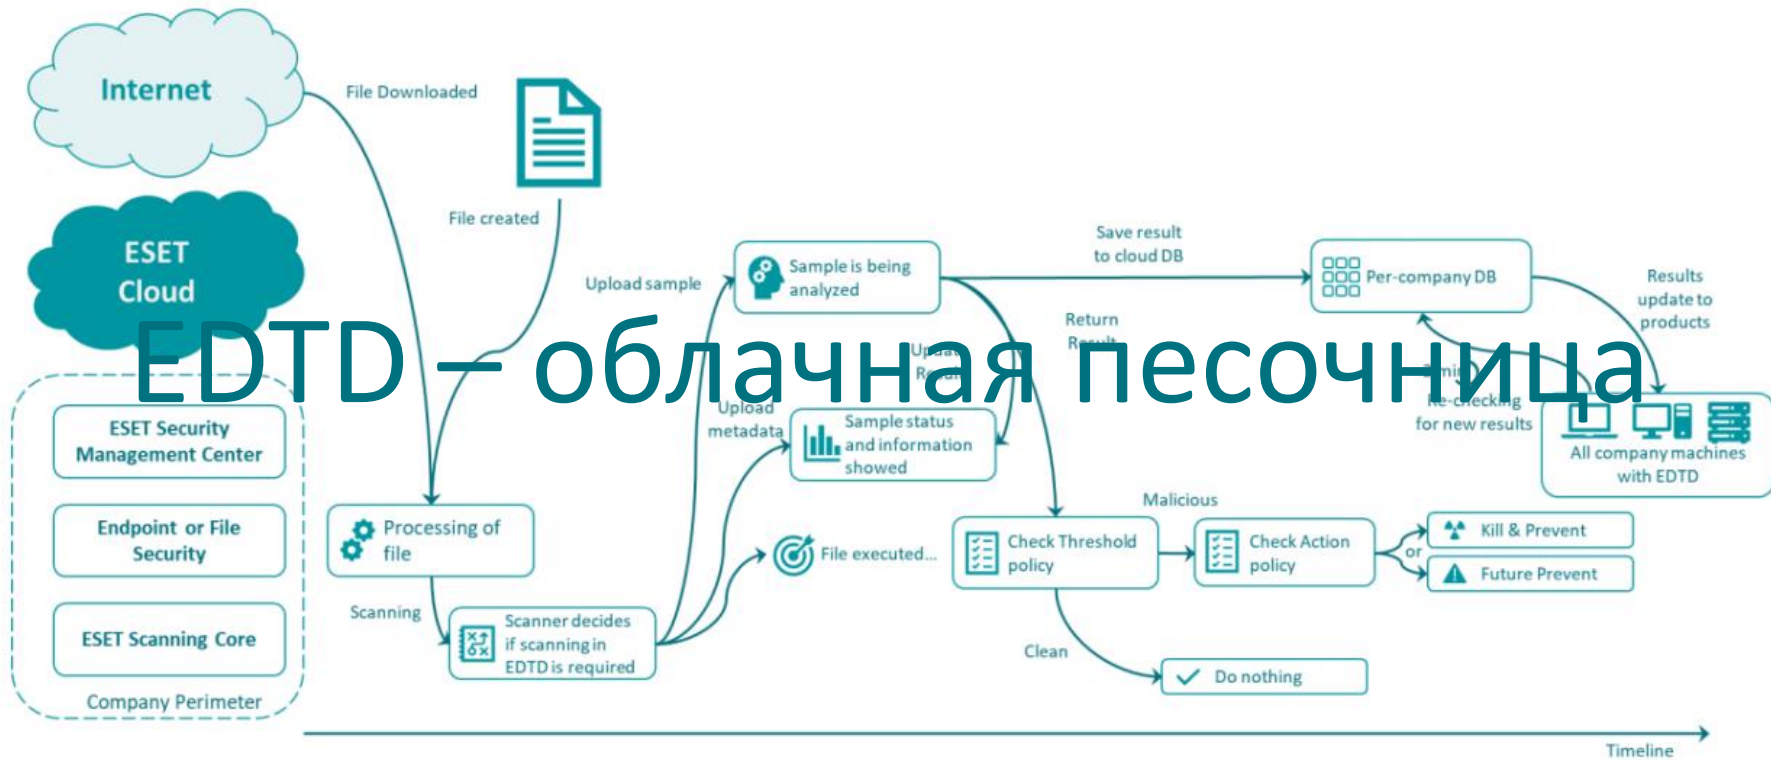 Internet
File Downloaded
File created
ESET
Cloud
EDTD – облачная песочница
ESET Security
Management Center
Endpoint or File
Security
ESET Scanning Core
Company Perimeter
Processing of
file
Scanning
Scanner decides
if scanning in
EDTD is required
Upload sample
Upload
metadata
Sample is being
analyzed
Sample status
and information
showed
File executed...
Save result
to cloud DB
Return
Per-company DB
Results
update to
products
Re-checking
for new results
All company machines
with EDTD
Check Threshold
policy
Malicious
Check Action
policy
Kill & Prevent
or
Future Prevent
Clean
Do nothing
Timeline